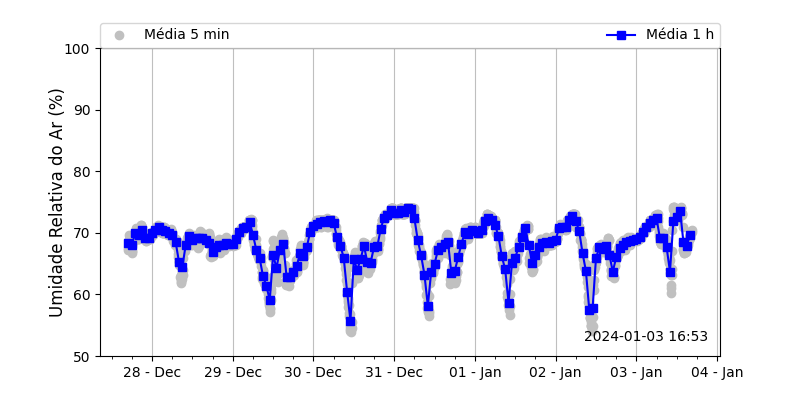 Média 5 min
Média 1 h
Umidade Relativa do Ar (%)
100
90
80
70
60
50
2024-01-03 16:53
28 - Dec
29 - Dec
30 - Dec
31 - Dec
01 - Jan
02 - Jan
03 - Jan
04 - Jan